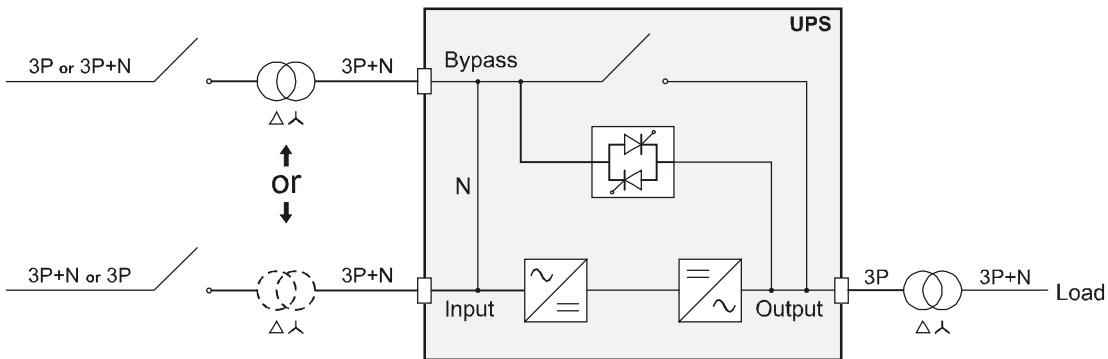 UPS
3P or 3P+N
3P+N
Bypass
or
N
3P+N or 3P
3P+N
Input
Output
3P
3P+N
Load